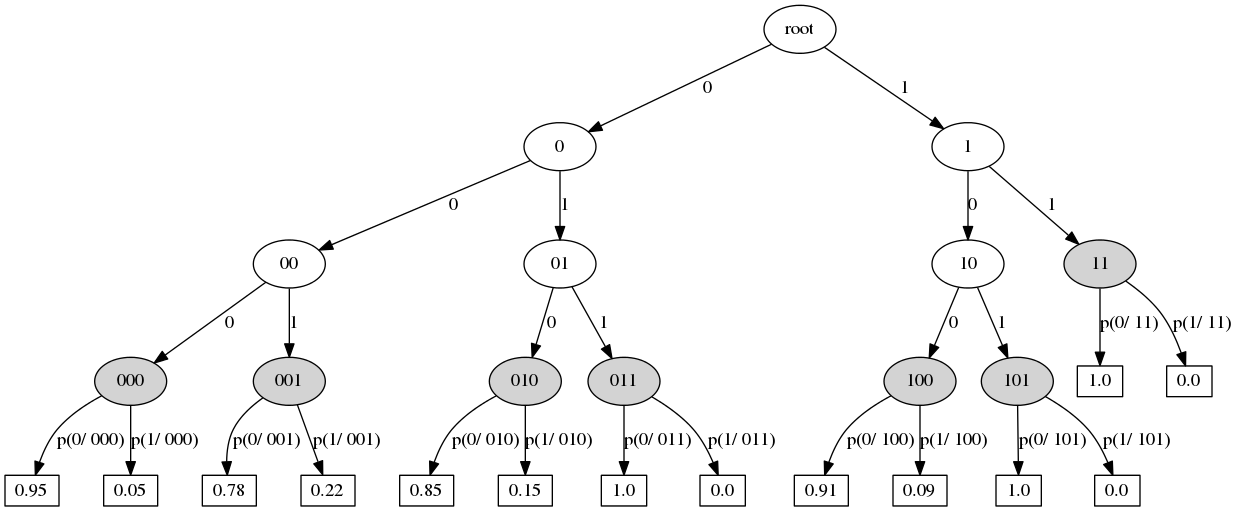 root
0 1
0 1
0 1 0 1
00 01 10 11
0 1 0 1 0 1 p(0/ 11) p(1/ 11)
000 001 010 011 100 101 1.0 0.0
p(0/ 000) p(1/ 000) p(0/ 001) p(1/ 001) p(0/ 010) p(1/ 010) p(0/ 011) p(1/ 011) p(0/ 100) p(1/ 100) p(0/ 101) p(1/ 101)
0.95 0.05 0.78 0.22 0.85 0.15 1.0 0.0 0.91 0.09 1.0 0.0